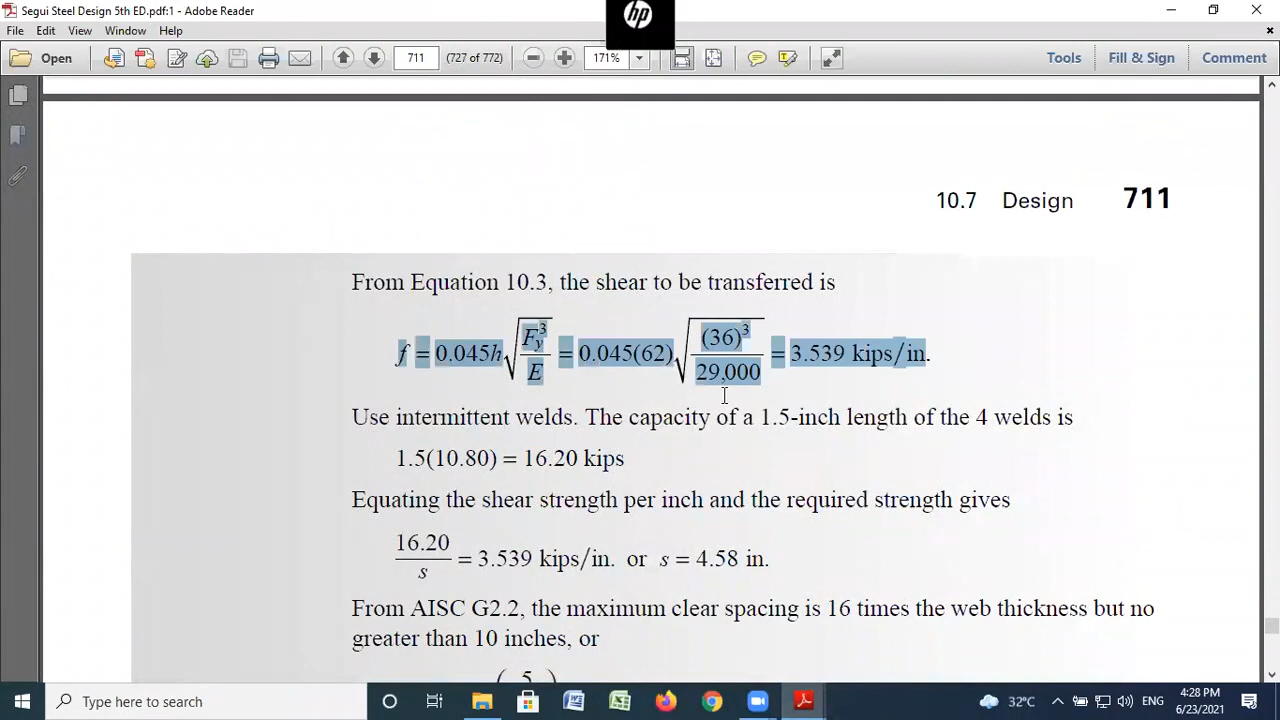 Segui Steel Design 5th ED.pdf:1 - Adobe Reader
hp
File Edit View Window Help
Open 711 (727 of 772) 171% Tools Fill & Sign Comment
10.7 Design 711
From Equation 10.3, the shear to be transferred is
f = 0.045h√(F_y^3/E) = 0.045(62)√((36)^3/29,000) = 3.539 kips/in.
Use intermittent welds. The capacity of a 1.5-inch length of the 4 welds is
1.5(10.80) = 16.20 kips
Equating the shear strength per inch and the required strength gives
16.20/s = 3.539 kips/in. or s = 4.58 in.
From AISC G2.2, the maximum clear spacing is 16 times the web thickness but no
greater than 10 inches, or
Type here to search 32°C ENG 4:28 PM
6/23/2021